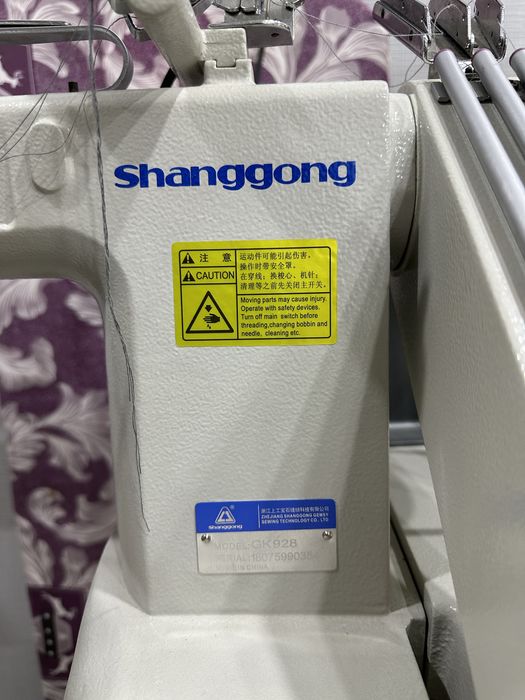 shanggong
注 意
CAUTION
运动件可能引起伤害。
操作时带安全罩。
在穿线；换梭心、机针；
清理等之前先关闭主开关。
Moving parts may cause injury.
Operate with safety devices.
Turn off main switch before
threading,changing bobbin and
needle, cleaning etc.
shanggong
浙江上工宝石缝纫科技有限公司
ZHEJIANG SHANGGONG GEMSY
SEWING TECHNOLOGY CO., LTD
MODEL:GK928
SERIAL:
MADE IN CHINA